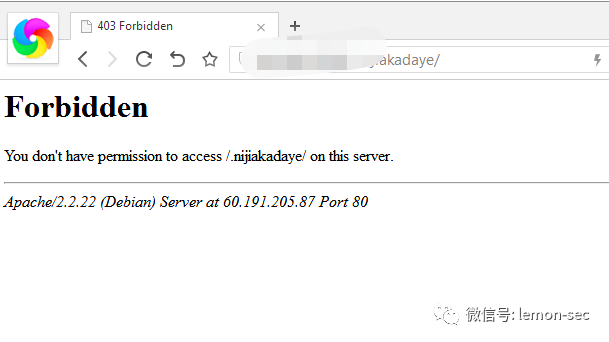 403 Forbidden
jiakadaye/
Forbidden
You don't have permission to access /.nijiakadaye/ on this server.
Apache/2.2.22 (Debian) Server at 60.191.205.87 Port 80
微信号: lemon-sec